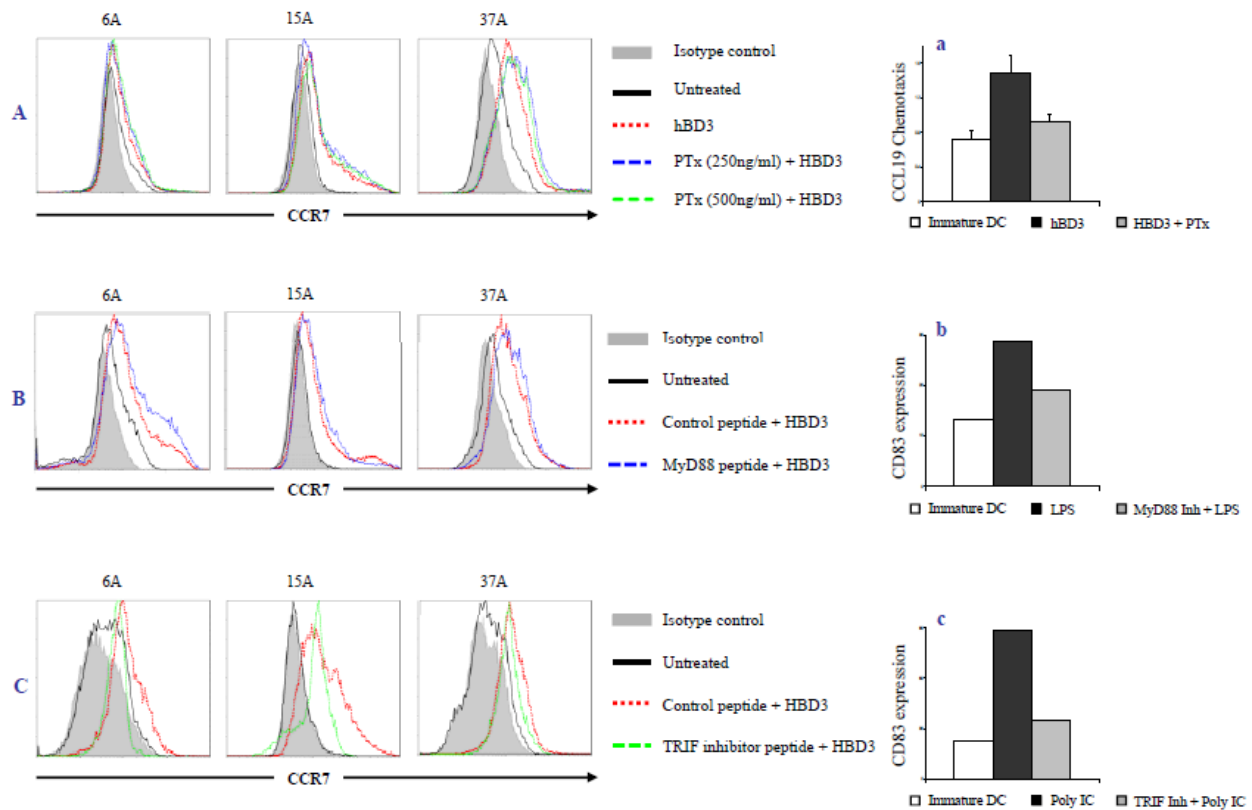 6A
15A
37A
A
Isotype control
Untreated
hBD3
PTx (250ng/ml) + HBD3
PTx (500ng/ml) + HBD3
CCR7
a
CCL19 Chemotaxis
Immature DC
hBD3
HBD3 + PTx
6A
15A
37A
B
Isotype control
Untreated
Control peptide + HBD3
MyD88 peptide + HBD3
CCR7
b
CD83 expression
Immature DC
LPS
MyD88 Inh + LPS
6A
15A
37A
C
Isotype control
Untreated
Control peptide + HBD3
TRIF inhibitor peptide + HBD3
CCR7
c
CD83 expression
Immature DC
Poly IC
TRIF Inh + Poly IC